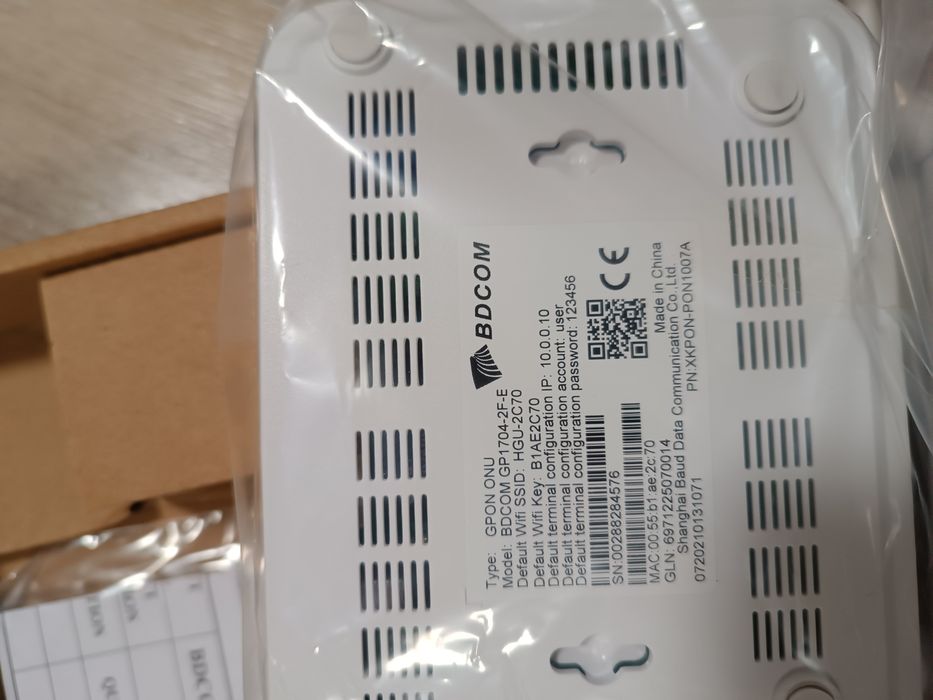 BDCOM
Type: GPON ONU
Model: BDCOM GP1704-2F-E
Default Wifi SSID: HGU-2C70
Default Wifi Key: B1AE2C70
Default terminal configuration IP: 10.0.0.10
Default terminal configuration account: user
Default terminal configuration password: 123456
CE
SN:00288284576
MAC:00:55:b1:ae:2c:70
GLN: 6971225070014
Made in China
Shanghai Baud Data Communication Co.,Ltd.
0720210131071
PN:XKPON-PON1007A